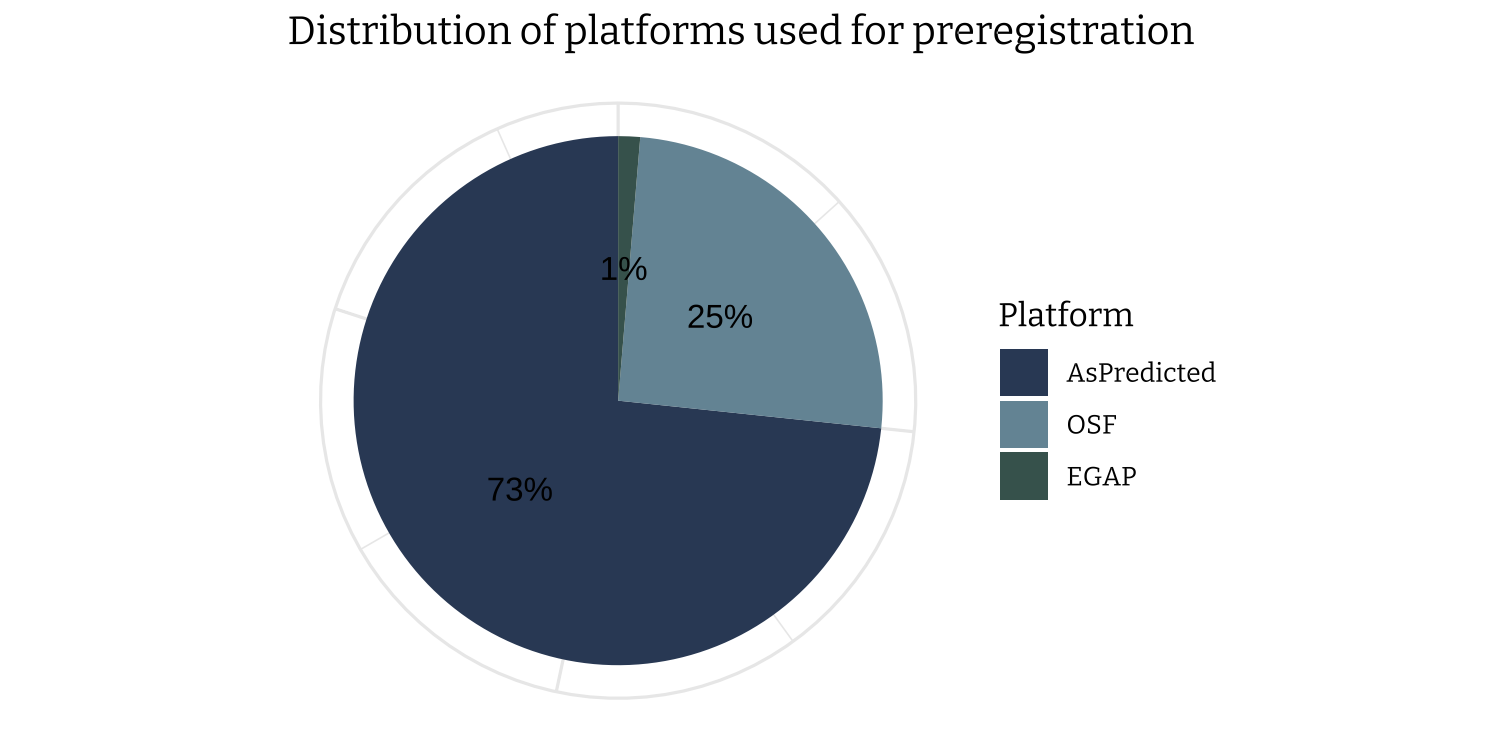 Distribution of platforms used for preregistration
1%
25%
73%
Platform
AsPredicted
OSF
EGAP